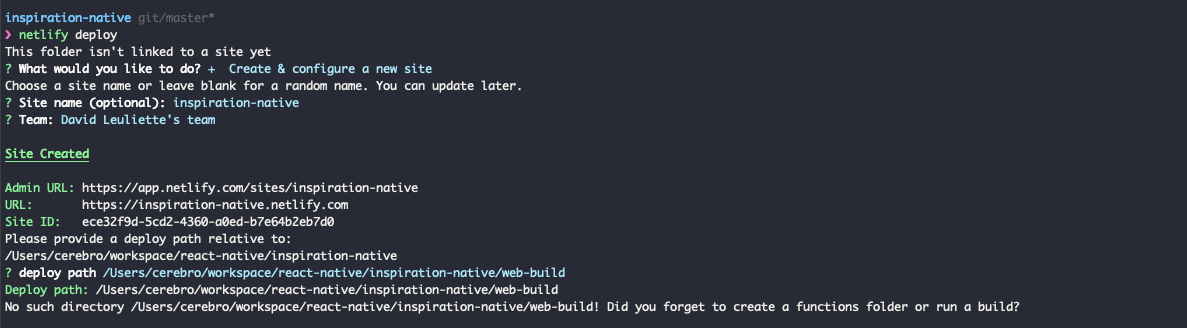 inspiration-native git/master*
❯ netlify deploy
This folder isn't linked to a site yet
? What would you like to do? +  Create & configure a new site
Choose a site name or leave blank for a random name. You can update later.
? Site name (optional): inspiration-native
? Team: David Leuliette's team
Site Created
Admin URL: https://app.netlify.com/sites/inspiration-native
URL:       https://inspiration-native.netlify.com
Site ID:   ece32f9d-5cd2-4360-a0ed-b7e64b2eb7d0
Please provide a deploy path relative to:
/Users/cerebro/workspace/react-native/inspiration-native
? deploy path /Users/cerebro/workspace/react-native/inspiration-native/web-build
Deploy path: /Users/cerebro/workspace/react-native/inspiration-native/web-build
No such directory /Users/cerebro/workspace/react-native/inspiration-native/web-build! Did you forget to create a functions folder or run a build?